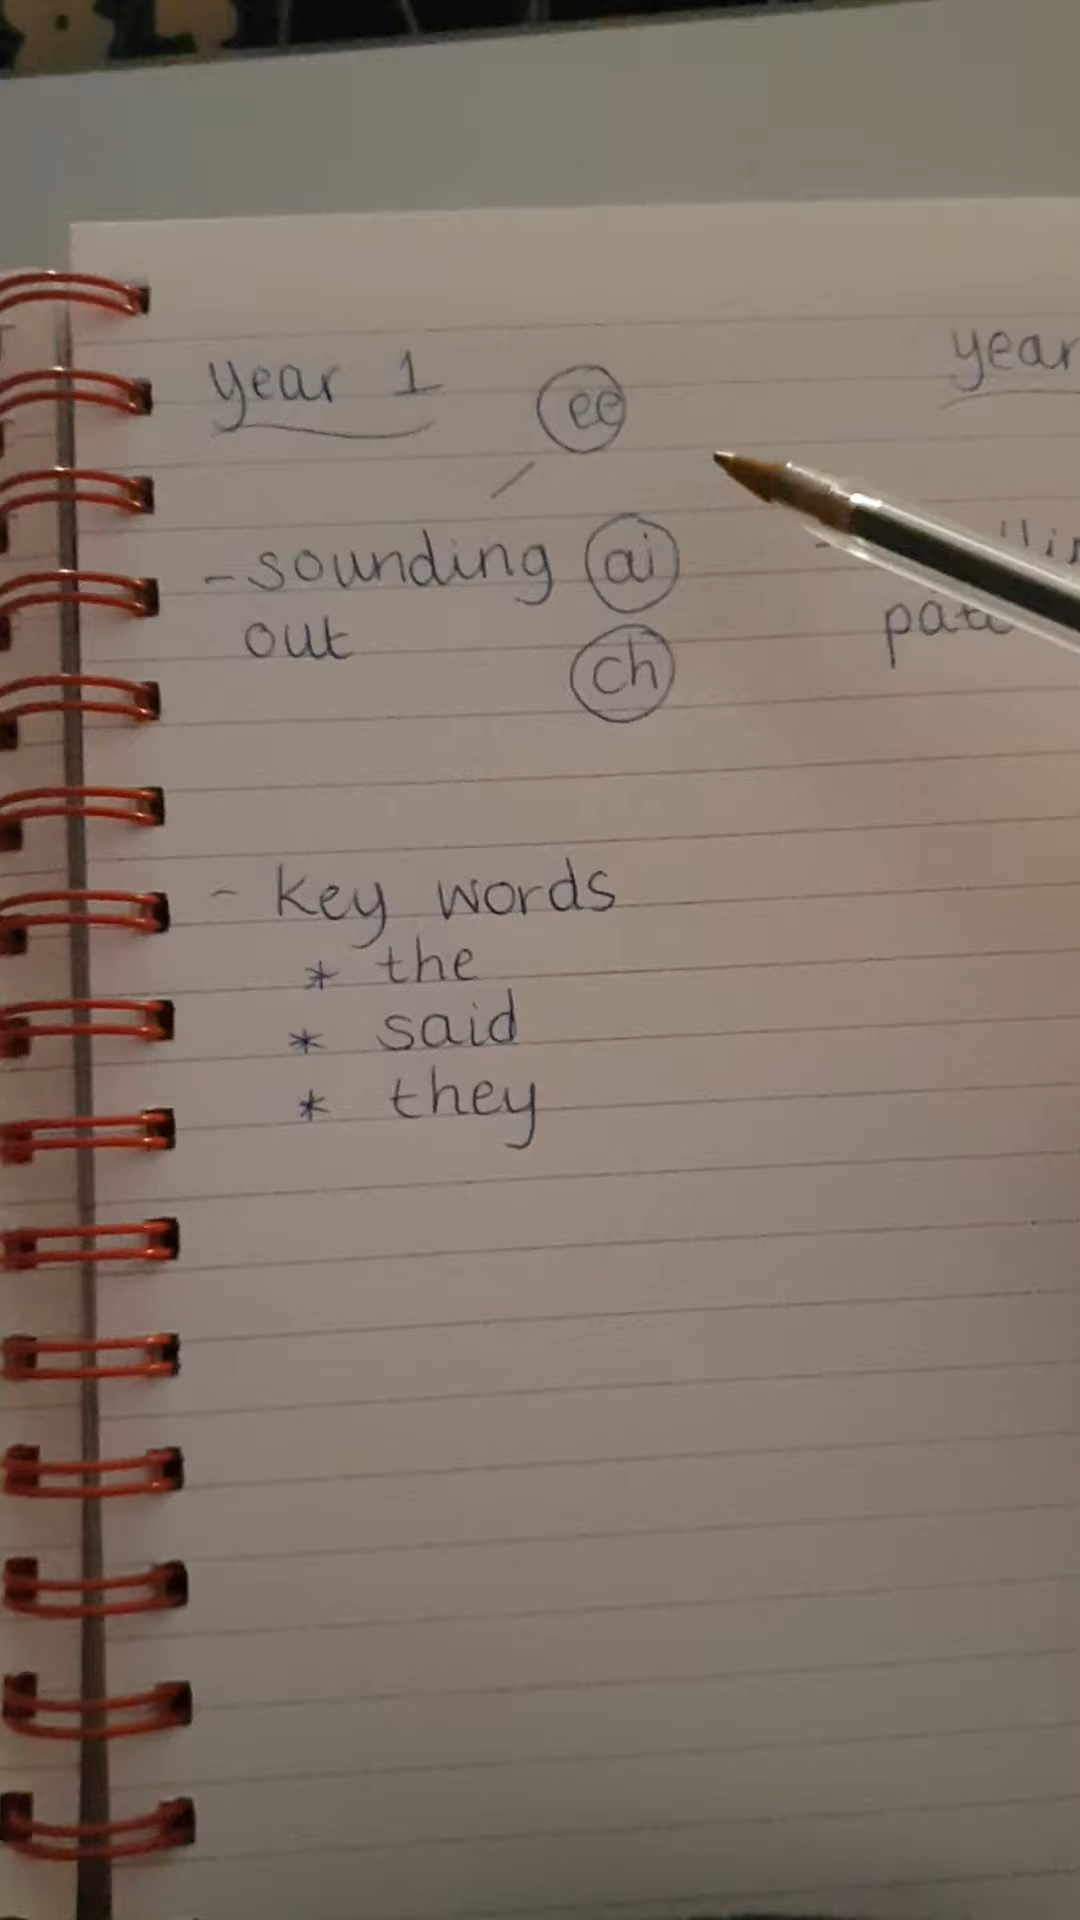 year 1
ee
- sounding ai
out
ch
- key words
* the
* said
* they
year